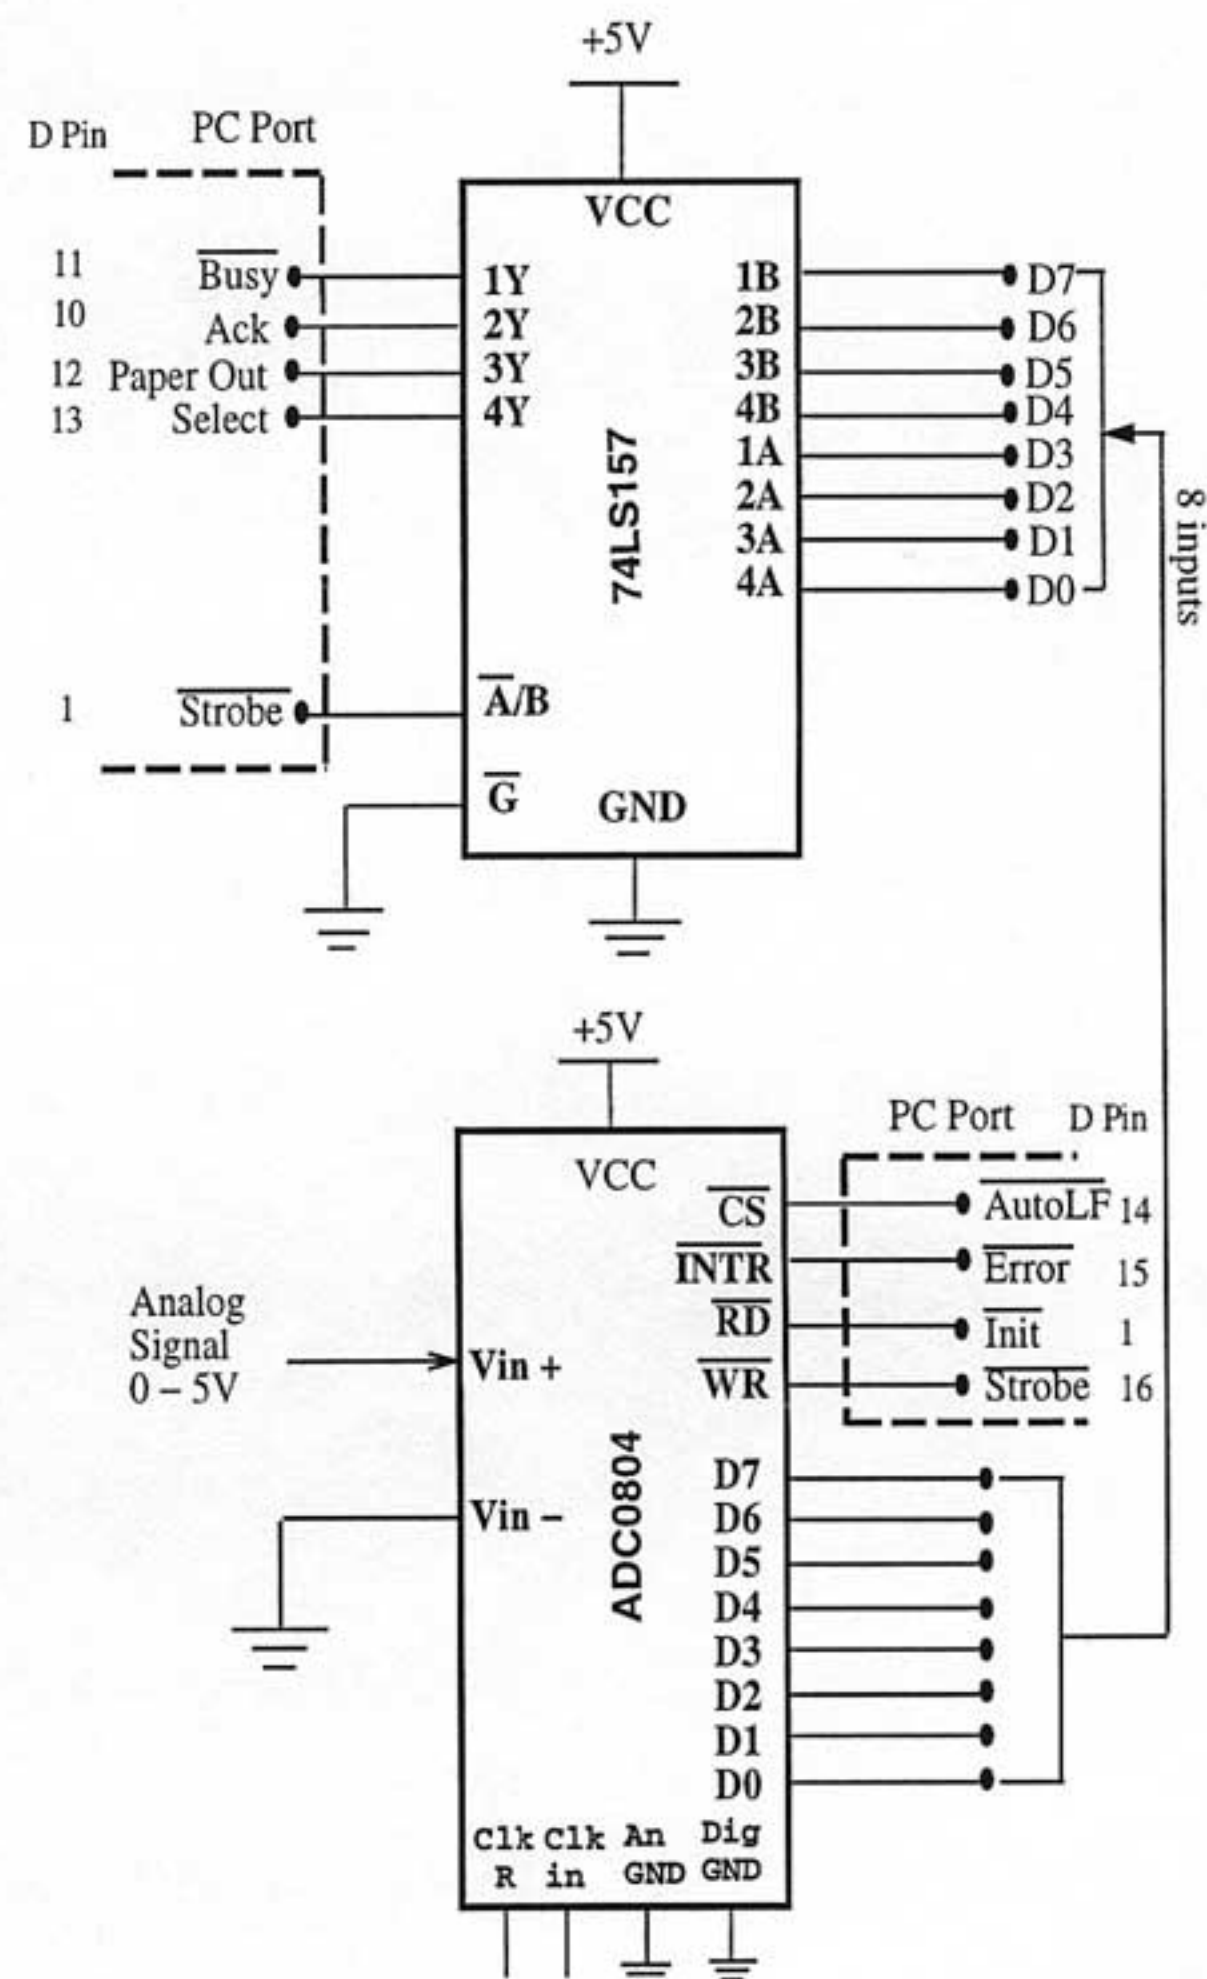 +5V
D Pin PC Port
VCC
11 Busy 1Y 1B D7
10 Ack 2Y 2B D6
12 Paper Out 3Y 3B D5
13 Select 4Y 4B D4
1A D3
2A D2
3A D1
4A D0
74LS157
8 inputs
1 Strobe A/B
G GND
+5V
PC Port D Pin
VCC
CS AutoLF 14
INTR Error 15
RD Init 1
WR Strobe 16
Analog
Signal
0 – 5V
Vin +
Vin –
ADC0804
D7
D6
D5
D4
D3
D2
D1
D0
Clk Clk An Dig
R in GND GND